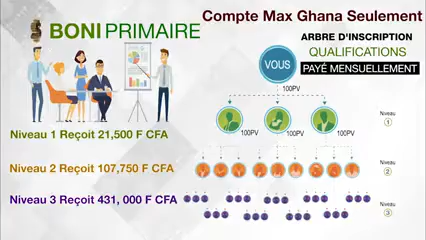 BONI PRIMAIRE
Compte Max Ghana Seulement
ARBRE D'INSCRIPTION
QUALIFICATIONS
PAYÉ MENSUELLEMENT
VOUS
100PV
100PV
100PV
100PV
Niveau
1
Niveau 1 Reçoit 21,500 F CFA
Niveau 2 Reçoit 107,750 F CFA
Niveau
2
Niveau 3 Reçoit 431, 000 F CFA
Niveau
3